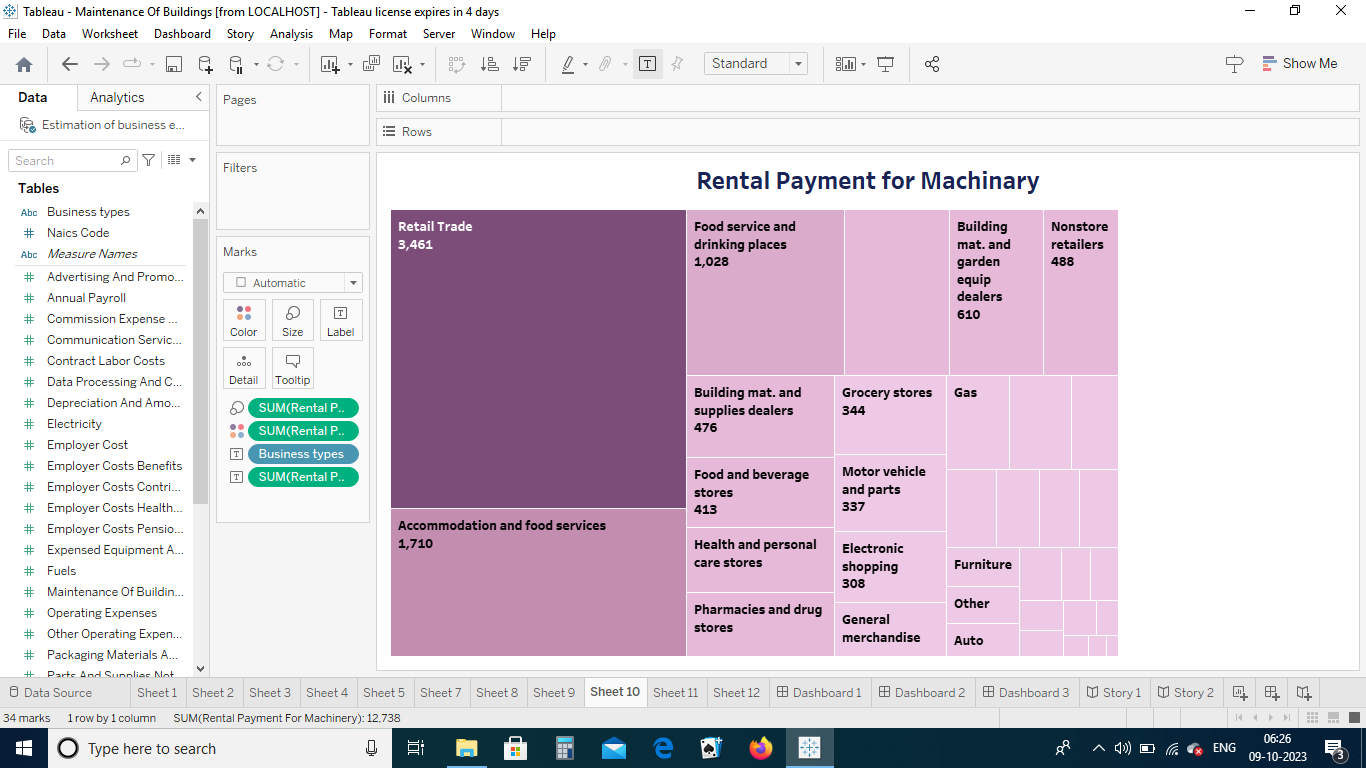 Tableau - Maintenance Of Buildings [from LOCALHOST] - Tableau license expires in 4 days
File Data Worksheet Dashboard Story Analysis Map Format Server Window Help
Standard
Show Me
Data Analytics
Estimation of business e...
Search
Tables
Abc Business types
# Naics Code
Abc Measure Names
# Advertising And Promo...
# Annual Payroll
# Commission Expense ...
# Communication Servic...
# Contract Labor Costs
# Data Processing And C...
# Depreciation And Amo...
# Electricity
# Employer Cost
# Employer Costs Benefits
# Employer Costs Contri...
# Employer Costs Health...
# Employer Costs Pensio...
# Expensed Equipment A...
# Fuels
# Maintenance Of Buildin...
# Operating Expenses
# Other Operating Expen...
# Packaging Materials A...
# Parts And Supplies Not
Pages
Filters
Marks
Automatic
Color Size Label
Detail Tooltip
SUM(Rental P..
SUM(Rental P..
Business types
SUM(Rental P..
Columns
Rows
Rental Payment for Machinary
Retail Trade
3,461
Accommodation and food services
1,710
Food service and
drinking places
1,028
Building
mat. and
garden
equip
dealers
610
Nonstore
retailers
488
Building mat. and
supplies dealers
476
Food and beverage
stores
413
Health and personal
care stores
Pharmacies and drug
stores
Grocery stores
344
Motor vehicle
and parts
337
Electronic
shopping
308
General
merchandise
Gas
Furniture
Other
Auto
Data Source Sheet 1 Sheet 2 Sheet 3 Sheet 4 Sheet 5 Sheet 7 Sheet 8 Sheet 9 Sheet 10 Sheet 11 Sheet 12 Dashboard 1 Dashboard 2 Dashboard 3 Story 1 Story 2
34 marks 1 row by 1 column SUM(Rental Payment For Machinery): 12,738
Type here to search
ENG
06:26
09-10-2023
3